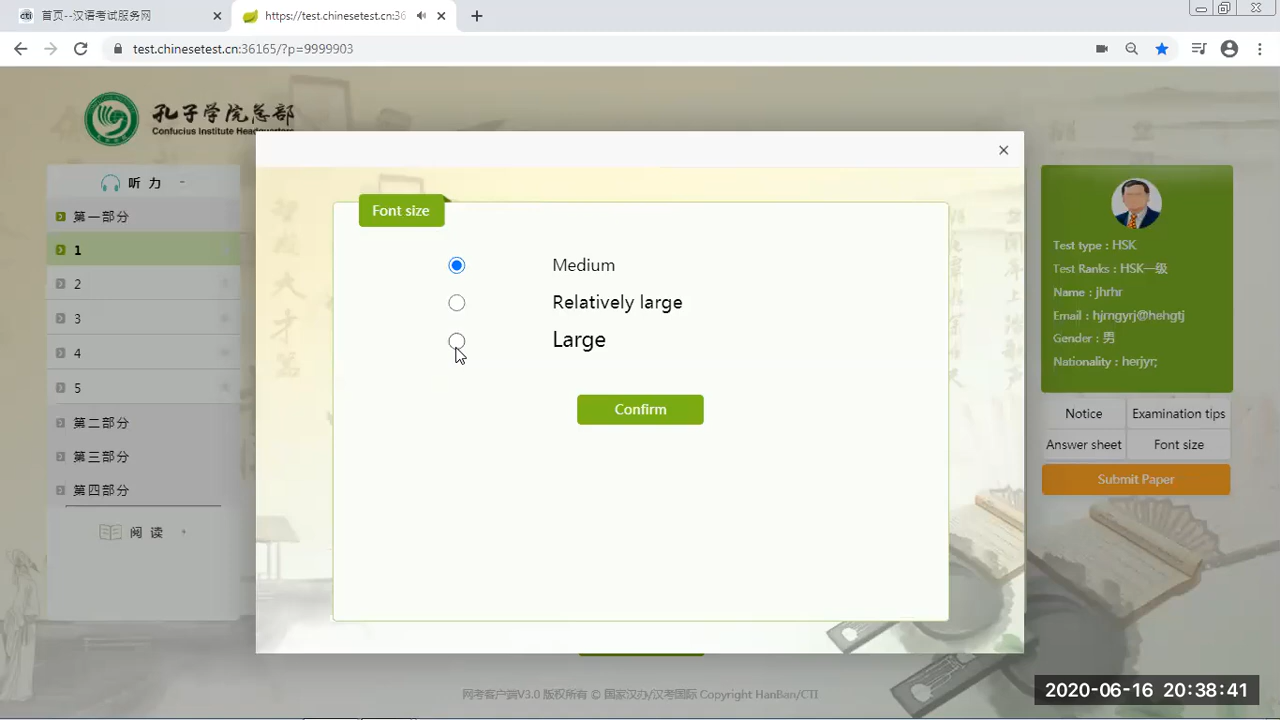 首页--汉语考试服务网
https://test.chinesetest.cn:36
test.chinesetest.cn:36165/?p=9999903
孔子学院总部
Confucius Institute Headquarters
听 力 -
第一部分
1
2
3
4
5
第二部分
第三部分
第四部分
阅 读 +
Font size
Medium
Relatively large
Large
Confirm
Test type : HSK
Test Ranks : HSK一级
Name : jhrhr
Email : hjrngyrj@hehgtj
Gender : 男
Nationality : herjyr;
Notice
Examination tips
Answer sheet
Font size
Submit Paper
网考客户端V3.0 版权所有 © 国家汉办/汉考国际 Copyright HanBan/CTI
2020-06-16 20:38:41